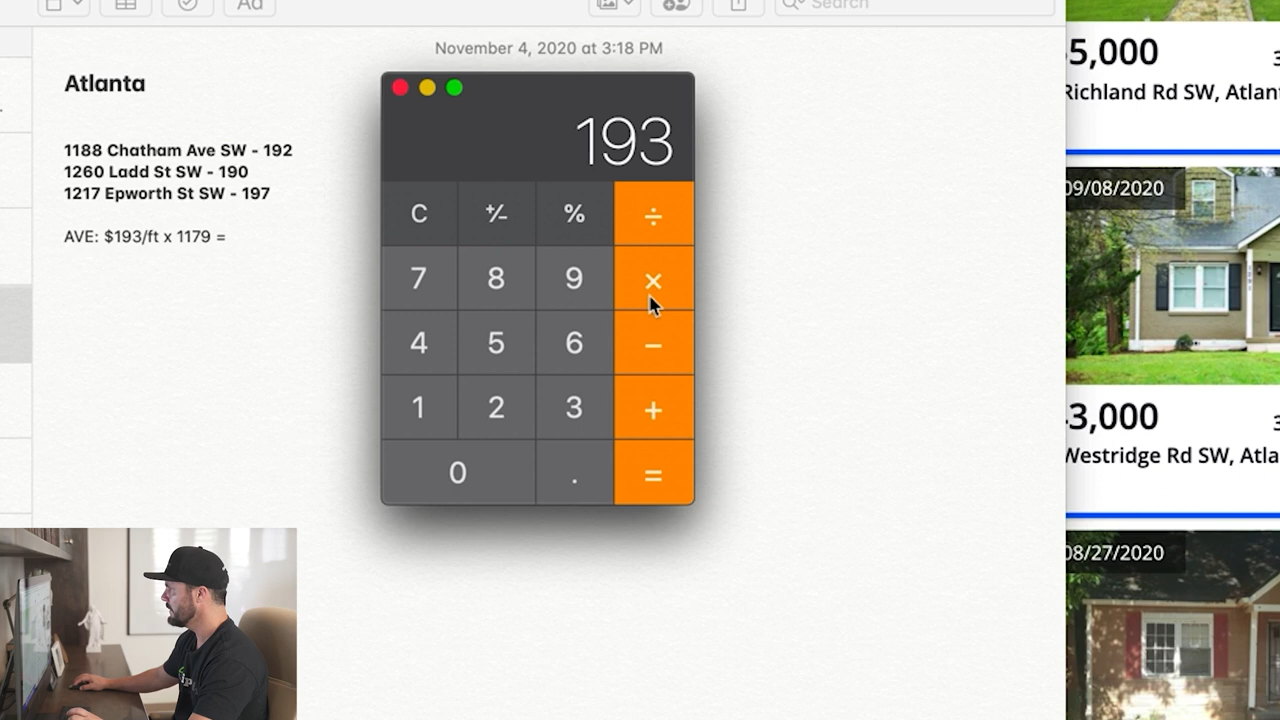 Aa
Search
November 4, 2020 at 3:18 PM
Atlanta
1188 Chatham Ave SW - 192
1260 Ladd St SW - 190
1217 Epworth St SW - 197
AVE: $193/ft x 1179 =
193
C +/- % ÷
7 8 9 ×
4 5 6 −
1 2 3 +
0 . =
5,000
Richland Rd SW, Atlan
09/08/2020
3,000
Westridge Rd SW, Atla
08/27/2020